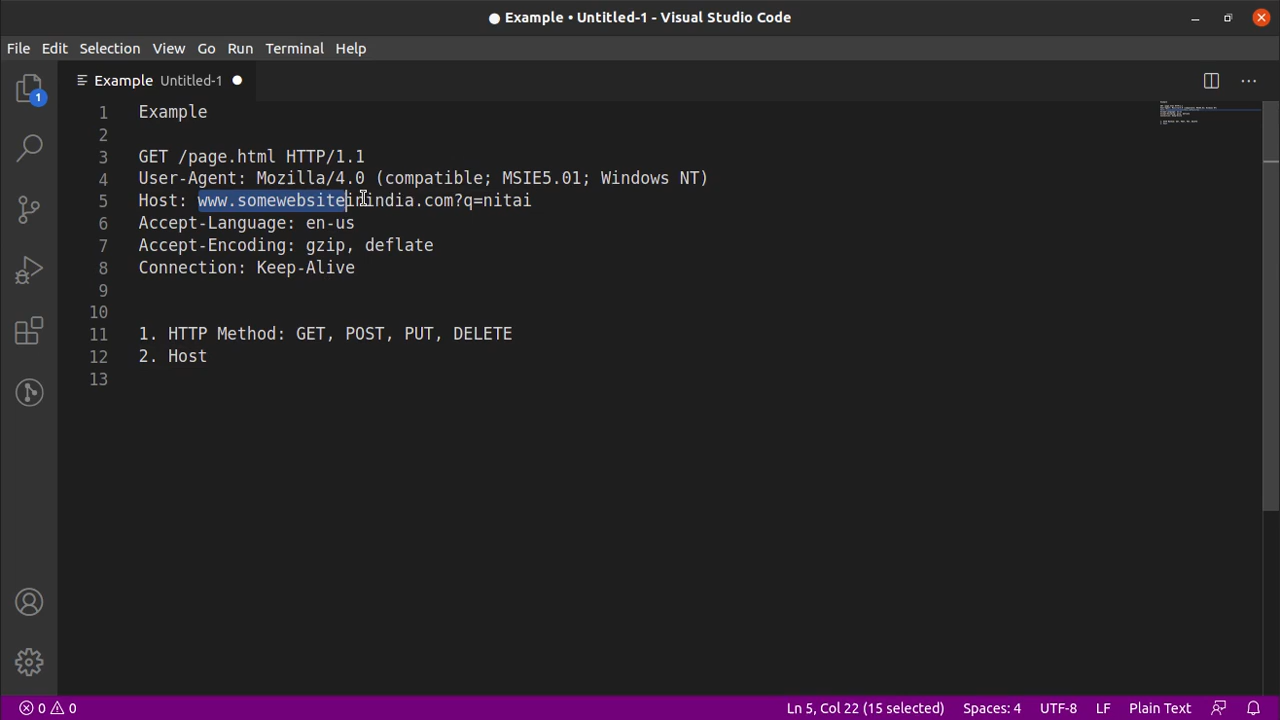 Example • Untitled-1 - Visual Studio Code
File Edit Selection View Go Run Terminal Help
1
Example Untitled-1
1 Example
2
3 GET /page.html HTTP/1.1
4 User-Agent: Mozilla/4.0 (compatible; MSIE5.01; Windows NT)
5 Host: www.somewebsiteinindia.com?q=nitai
6 Accept-Language: en-us
7 Accept-Encoding: gzip, deflate
8 Connection: Keep-Alive
9
10
11 1. HTTP Method: GET, POST, PUT, DELETE
12 2. Host
13
0 0 Ln 5, Col 22 (15 selected) Spaces: 4 UTF-8 LF Plain Text